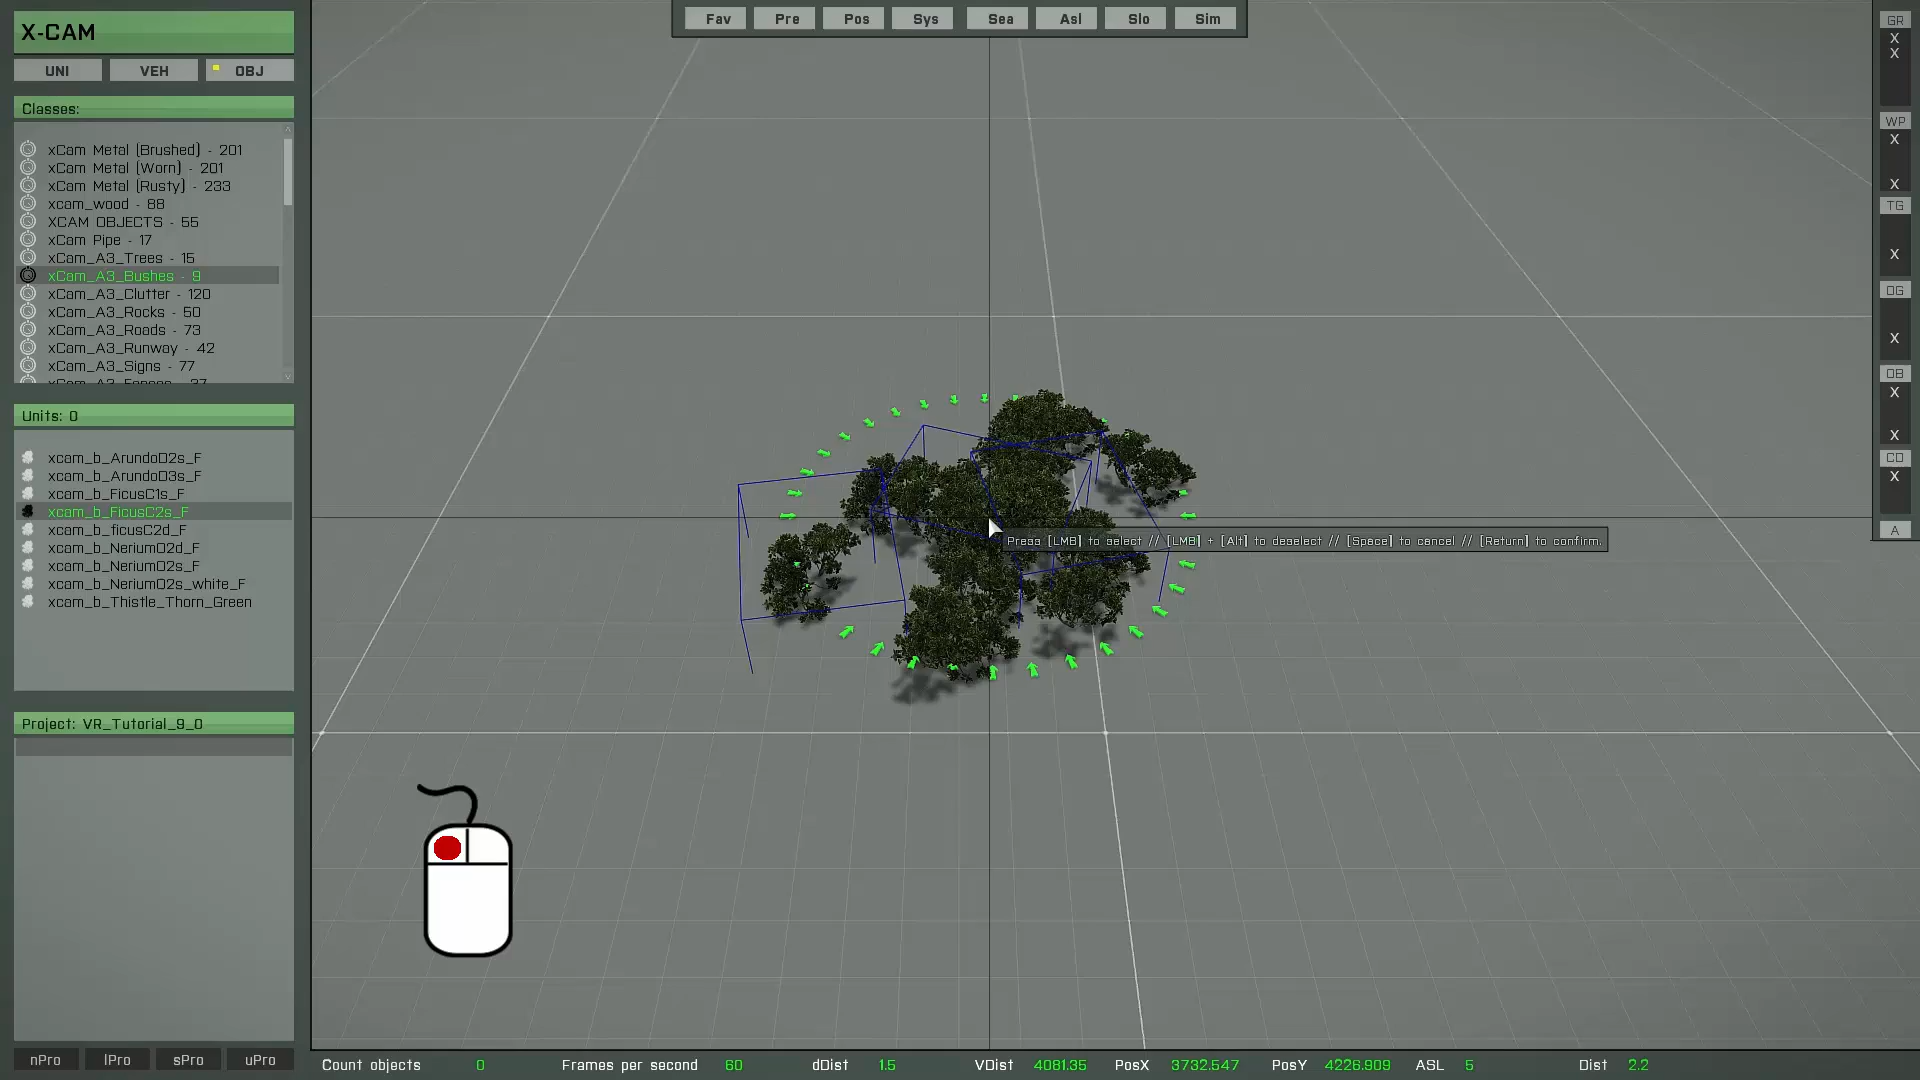 X-CAM
UNI VEH OBJ
Classes:
xCam Metal (Brushed) - 201
xCam Metal (Worn) - 201
xCam Metal (Rusty) - 233
xcam_wood - 88
XCAM OBJECTS - 55
xCam Pipe - 17
xCam_A3_Trees - 15
xCam_A3_Bushes - 9
xCam_A3_Clutter - 120
xCam_A3_Rocks - 50
xCam_A3_Roads - 73
xCam_A3_Runway - 42
xCam_A3_Signs - 77
Units: 0
xcam_b_ArundoD2s_F
xcam_b_ArundoD3s_F
xcam_b_FicusC1s_F
xcam_b_FicusC2s_F
xcam_b_ficusC2d_F
xcam_b_NeriumO2d_F
xcam_b_NeriumO2s_F
xcam_b_NeriumO2s_white_F
xcam_b_Thistle_Thorn_Green
Project: VR_Tutorial_9_0
nPro lPro sPro uPro
Fav Pre Pos Sys Sea Asl Slo Sim
Press [LMB] to select // [LMB] + [Alt] to deselect // [Space] to cancel // [Return] to confirm.
GR
X
X
WP
X
X
TG
X
OG
X
OB
X
X
CO
X
A
Count objects 0 Frames per second 60 dDist 1.5 VDist 4081.35 PosX 3732.547 PosY 4226.909 ASL 5 Dist 2.2